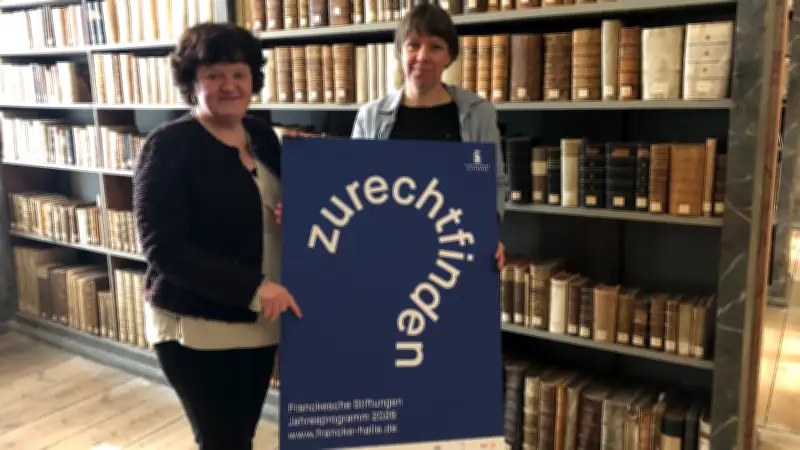 zurechtfinden
Franckesche Stiftungen
Jahresprogramm 2026
www.francke-halle.de